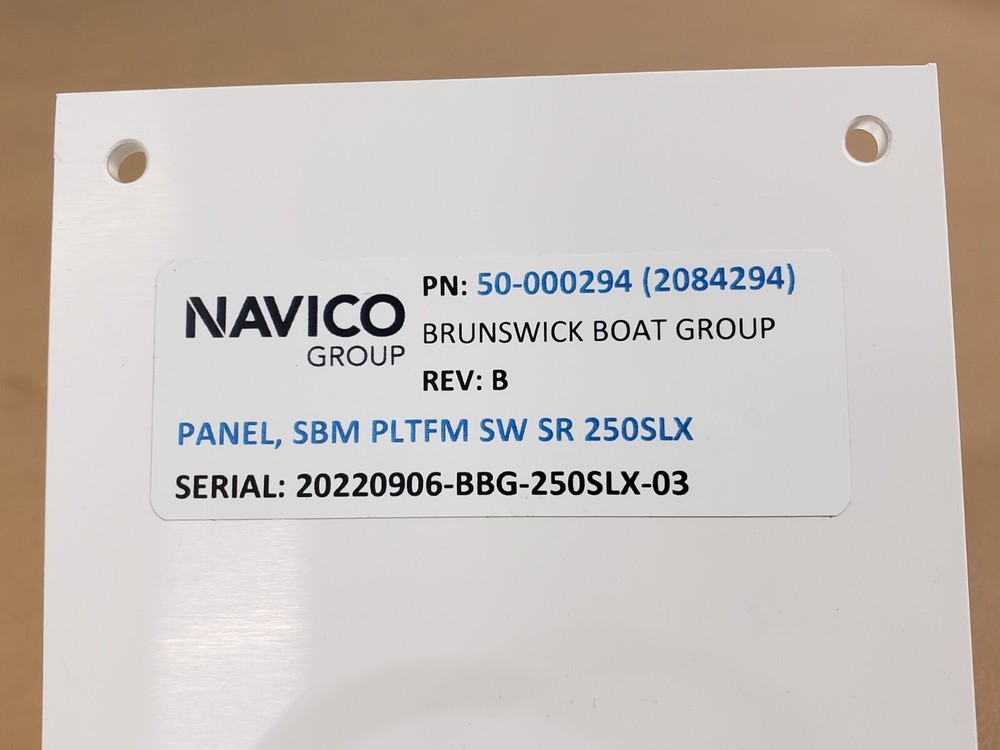 NAVICO
GROUP
PN: 50-000294 (2084294)
BRUNSWICK BOAT GROUP
REV: B
PANEL, SBM PLTFM SW SR 250SLX
SERIAL: 20220906-BBG-250SLX-03